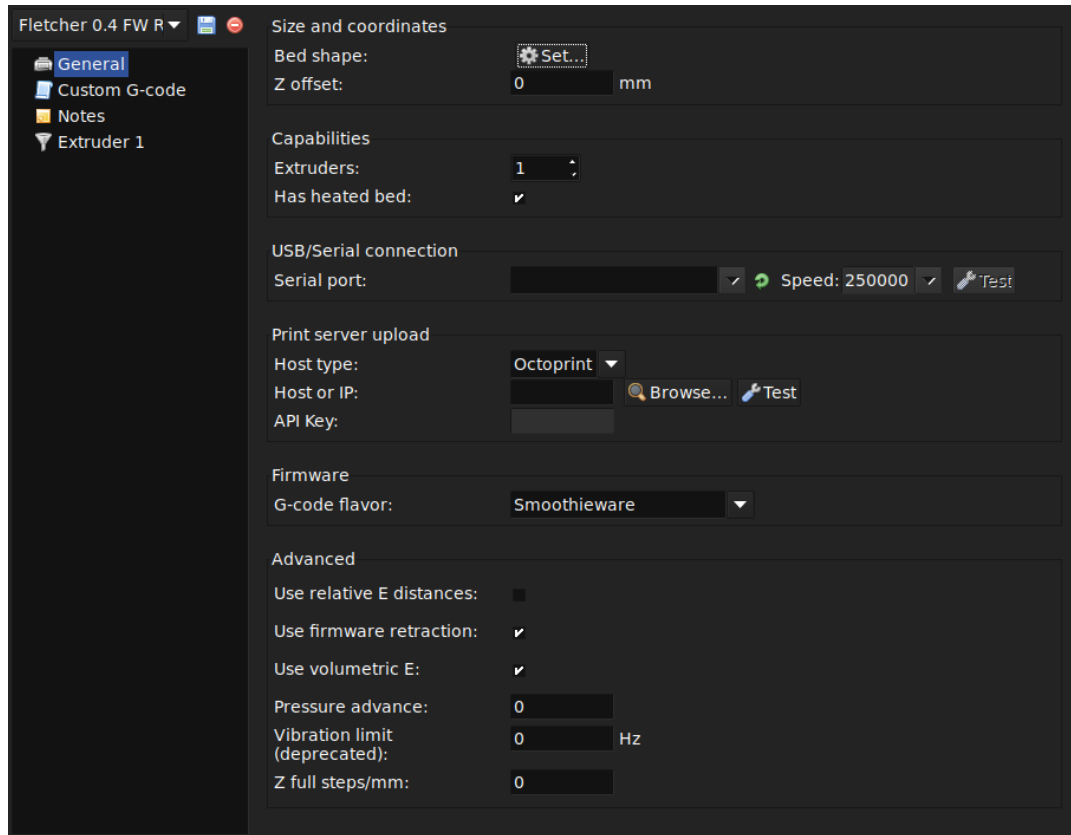 Fletcher 0.4 FW R
General
Custom G-code
Notes
Extruder 1
Size and coordinates
Bed shape: Set...
Z offset: 0 mm
Capabilities
Extruders: 1
Has heated bed:
USB/Serial connection
Serial port: Speed: 250000 Test
Print server upload
Host type: Octoprint
Host or IP: Browse... Test
API Key:
Firmware
G-code flavor: Smoothieware
Advanced
Use relative E distances:
Use firmware retraction:
Use volumetric E:
Pressure advance: 0
Vibration limit
(deprecated): 0 Hz
Z full steps/mm: 0